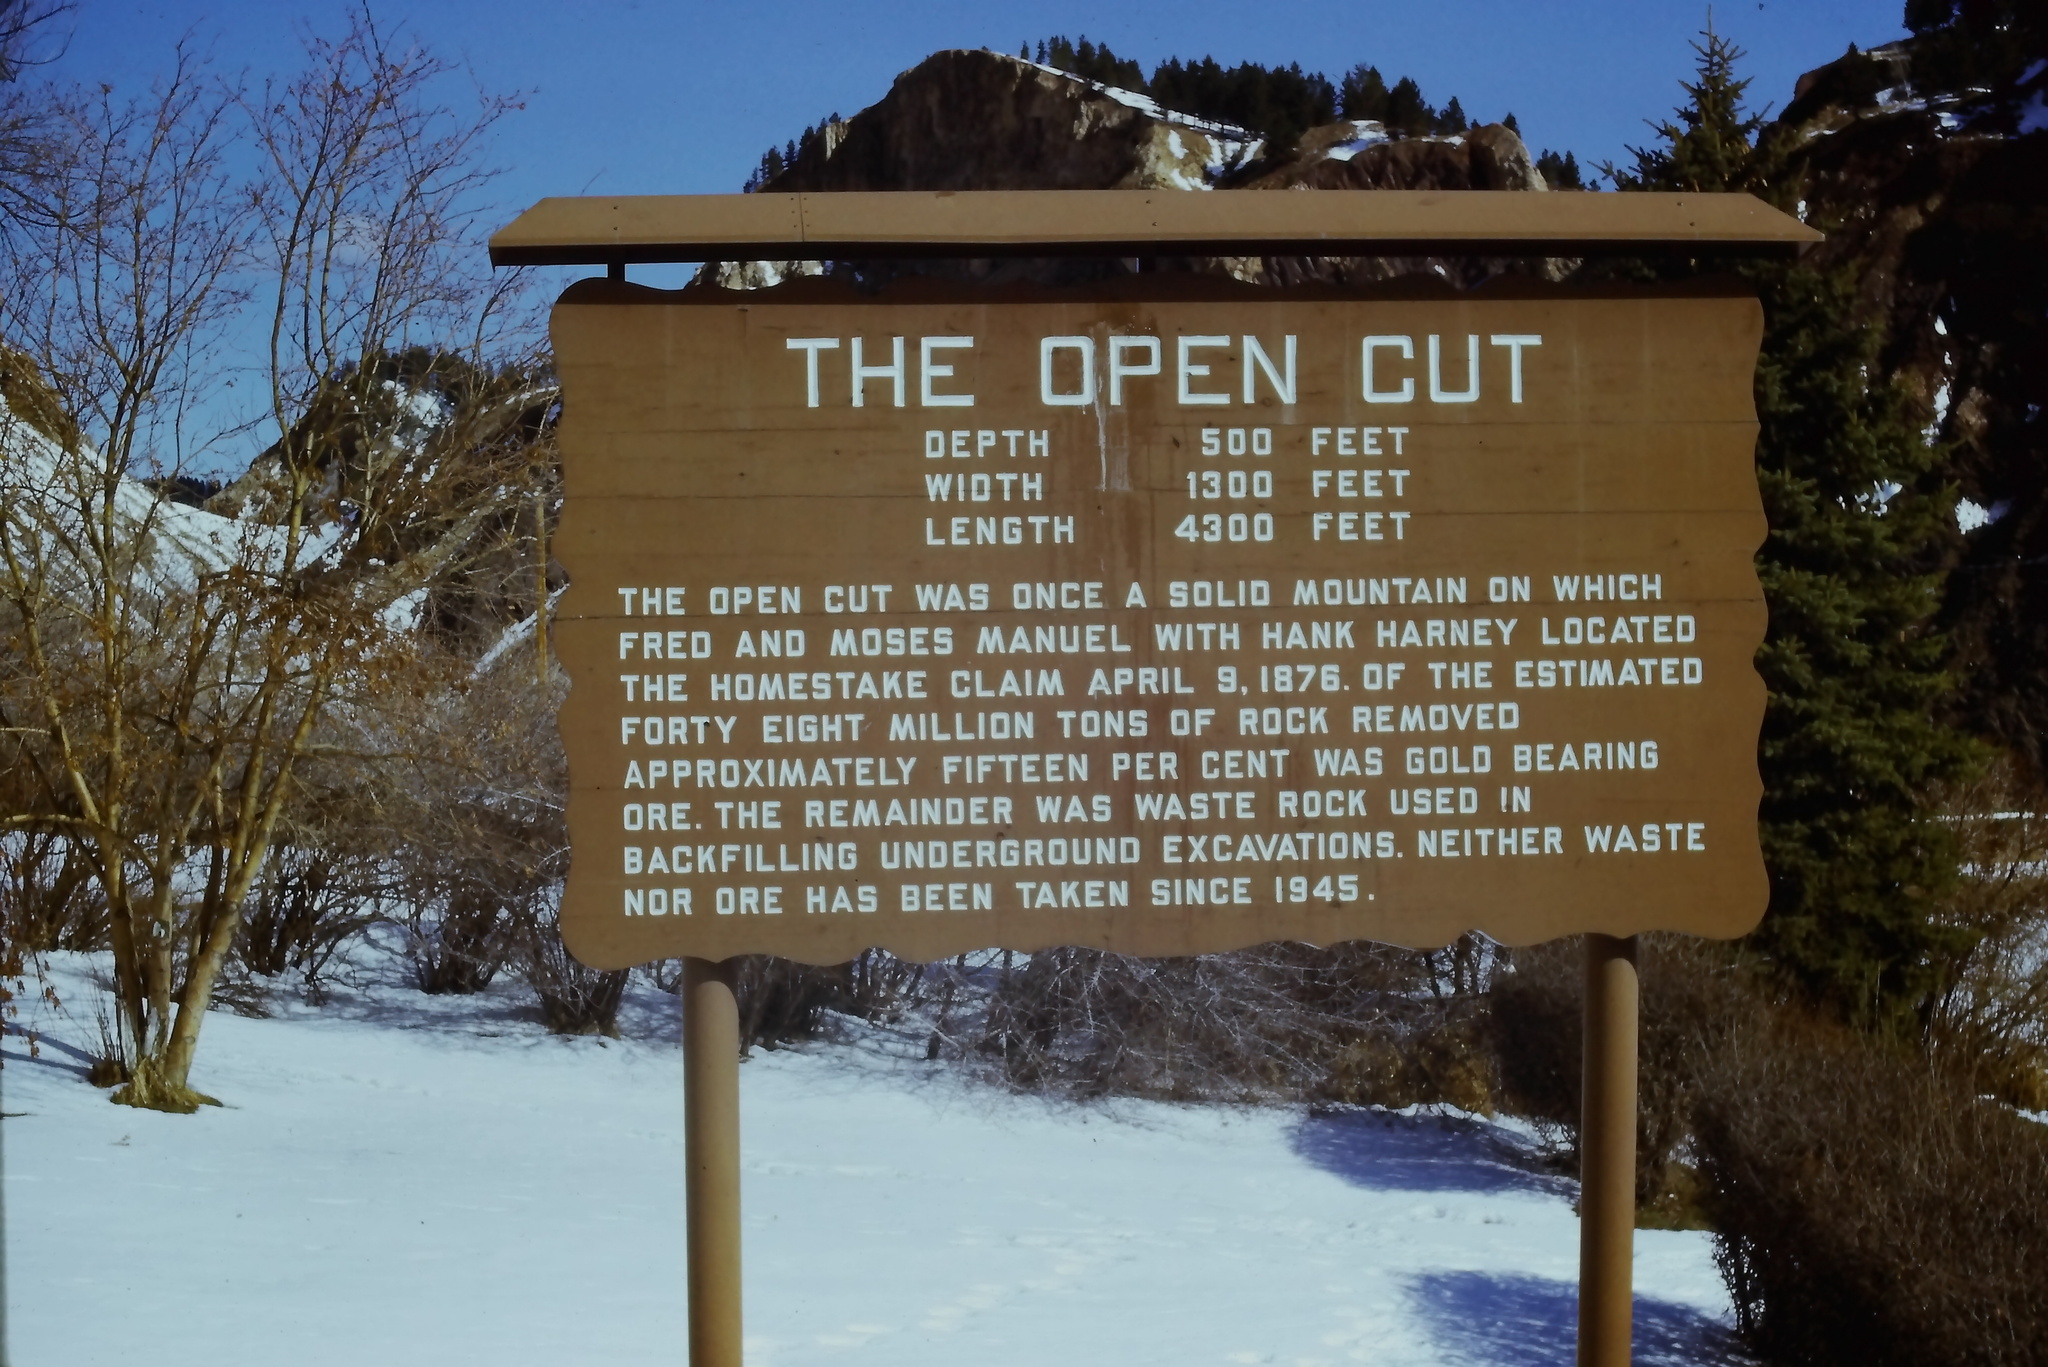 THE OPEN CUT
DEPTH 500 FEET
WIDTH 1300 FEET
LENGTH 4300 FEET
THE OPEN CUT WAS ONCE A SOLID MOUNTAIN ON WHICH
FRED AND MOSES MANUEL WITH HANK HARNEY LOCATED
THE HOMESTAKE CLAIM APRIL 9, 1876. OF THE ESTIMATED
FORTY EIGHT MILLION TONS OF ROCK REMOVED
APPROXIMATELY FIFTEEN PER CENT WAS GOLD BEARING
ORE. THE REMAINDER WAS WASTE ROCK USED IN
BACKFILLING UNDERGROUND EXCAVATIONS. NEITHER WASTE
NOR ORE HAS BEEN TAKEN SINCE 1945.